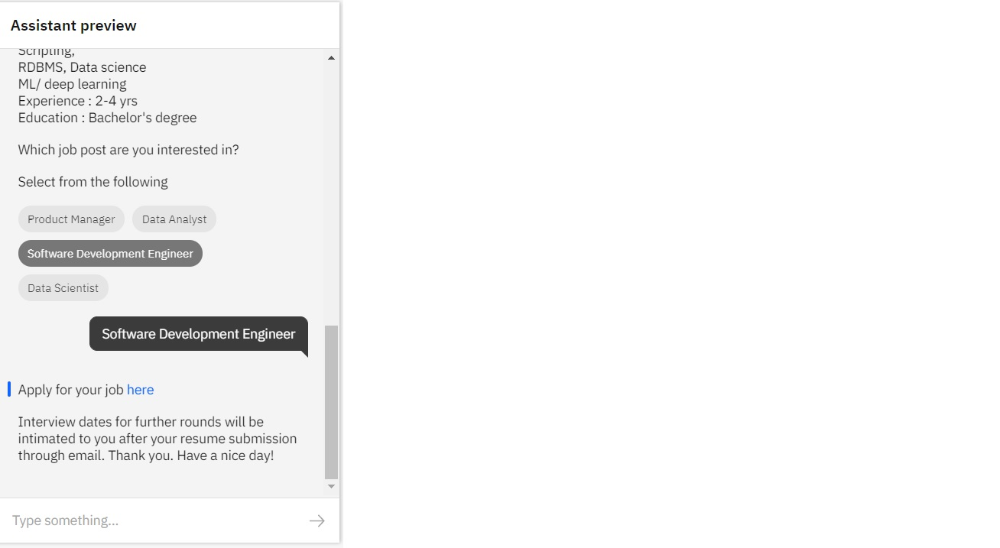 Assistant preview
Scripting,
RDBMS, Data science
ML/ deep learning
Experience : 2-4 yrs
Education : Bachelor's degree
Which job post are you interested in?
Select from the following
Product Manager Data Analyst
Software Development Engineer
Data Scientist
Software Development Engineer
Apply for your job here
Interview dates for further rounds will be
intimated to you after your resume submission
through email. Thank you. Have a nice day!
Type something...